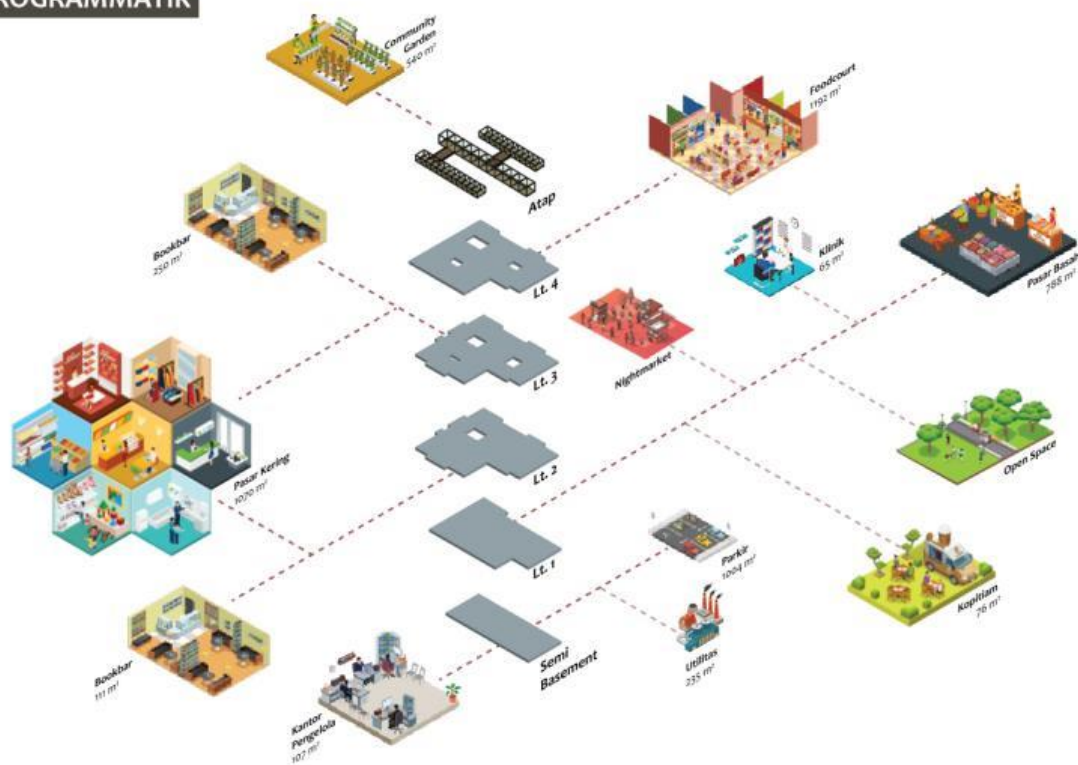 ROGRAMMATIK
Community
Garden
540 m²
Foodcourt
1192 m²
Atap
Bookbar
250 m²
Klinik
65 m²
Pasar Basah
788 m²
Lt. 4
Nightmarket
Lt. 3
Pasar Kering
1070 m²
Lt. 2
Open Space
Lt. 1
Parkir
1004 m²
Kopitiam
76 m²
Bookbar
111 m²
Semi
Basement
Utilitas
235 m²
Kantor
Pengelola
107 m²